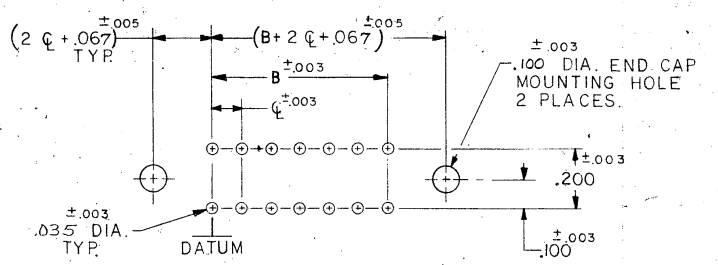 (2 ℄ + .067) ±.005
TYP.
(B + 2 ℄ + .067) ±.005
B ±.003
℄ ±.003
±.003
.100 DIA. END CAP
MOUNTING HOLE
2 PLACES.
±.003
.200
±.003
.035 DIA.
TYP.
DATUM
±.003
.100